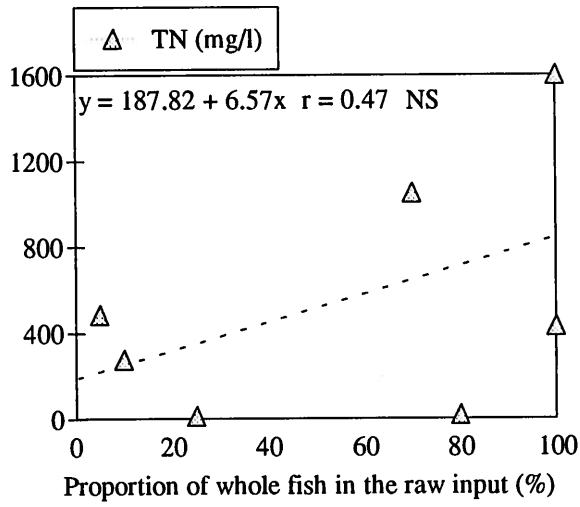 TN (mg/l)
y = 187.82 + 6.57x r = 0.47 NS
1600
1200
800
400
0
0 20 40 60 80 100
Proportion of whole fish in the raw input (%)